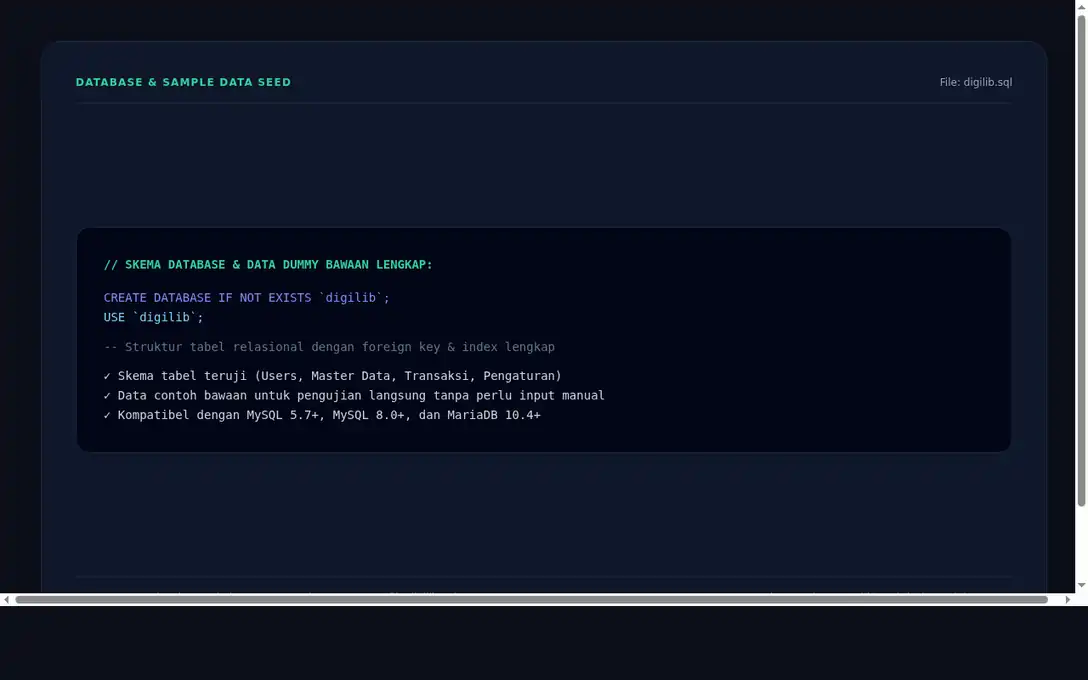 DATABASE & SAMPLE DATA SEED
File: digilib.sql
// SKEMA DATABASE & DATA DUMMY BAWAAN LENGKAP:
CREATE DATABASE IF NOT EXISTS `digilib`;
USE `digilib`;
-- Struktur tabel relasional dengan foreign key & index lengkap
✓ Skema tabel teruji (Users, Master Data, Transaksi, Pengaturan)
✓ Data contoh bawaan untuk pengujian langsung tanpa perlu input manual
✓ Kompatibel dengan MySQL 5.7+, MySQL 8.0+, dan MariaDB 10.4+